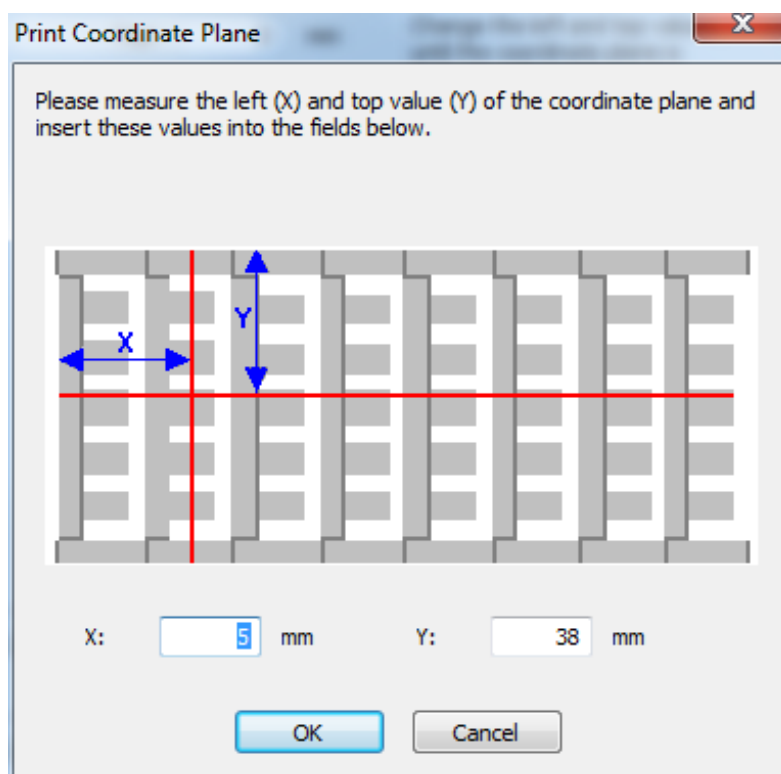 Print Coordinate Plane
Please measure the left (X) and top value (Y) of the coordinate plane and
insert these values into the fields below.
Y
X
X: 5 mm Y: 38 mm
OK Cancel